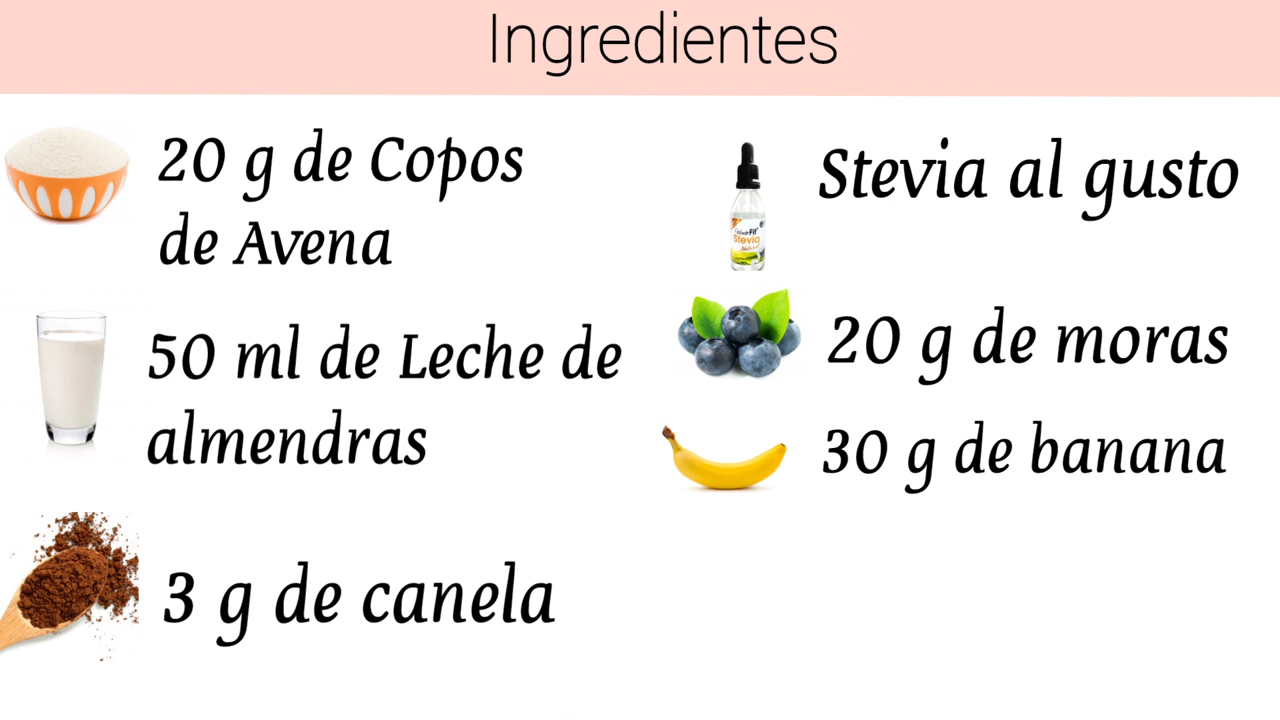 Ingredientes
20 g de Copos
de Avena
50 ml de Leche de
almendras
3 g de canela
Stevia al gusto
Stevia
20 g de moras
30 g de banana